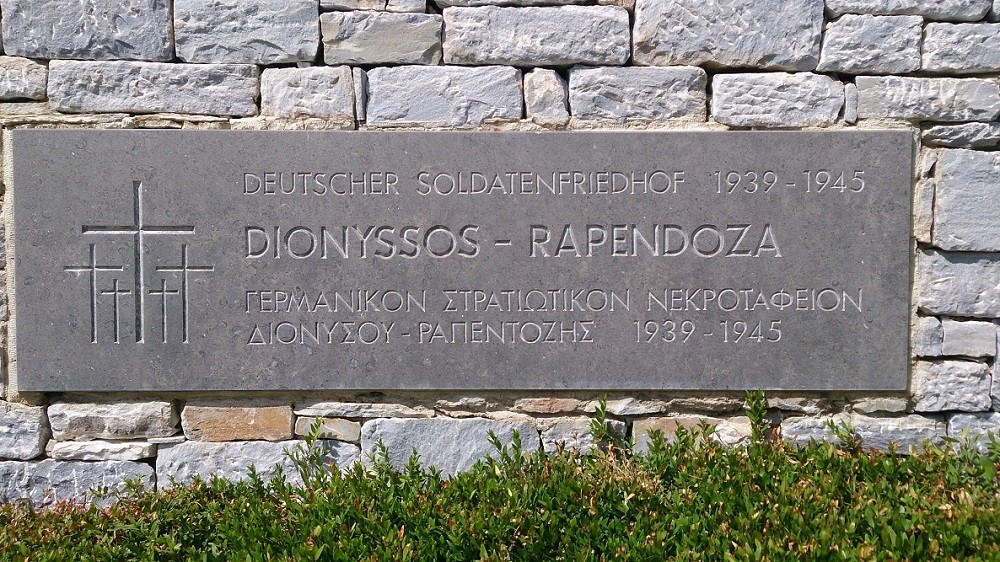 DEUTSCHER SOLDATENFRIEDHOF 1939-1945
DIONYSSOS - RAPENDOZA
ΓΕΡΜΑΝΙΚΟΝ ΣΤΡΑΤΙΩΤΙΚΟΝ ΝΕΚΡΟΤΑΦΕΙΟΝ
ΔΙΟΝΥΣΟΥ-ΡΑΠΕΝΤΟΖΗΣ 1939-1945